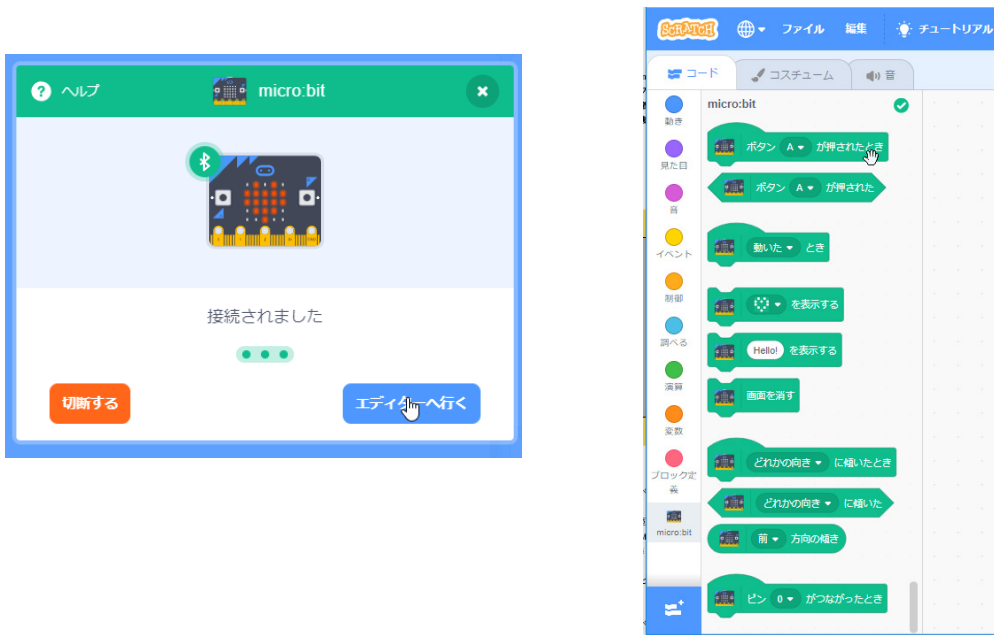 ヘルプ
micro:bit
接続されました
切断する
エディターへ行く
SCRATCH
ファイル
編集
チュートリアル
コード
コスチューム
音
動き
見た目
音
イベント
制御
調べる
演算
変数
ブロック定
義
micro:bit
micro:bit
ボタン A が押されたとき
ボタン A が押された
動いた とき
を表示する
Hello! を表示する
画面を消す
どれかの向き に傾いたとき
どれかの向き に傾いた
前 方向の傾き
ピン 0 がつながったとき